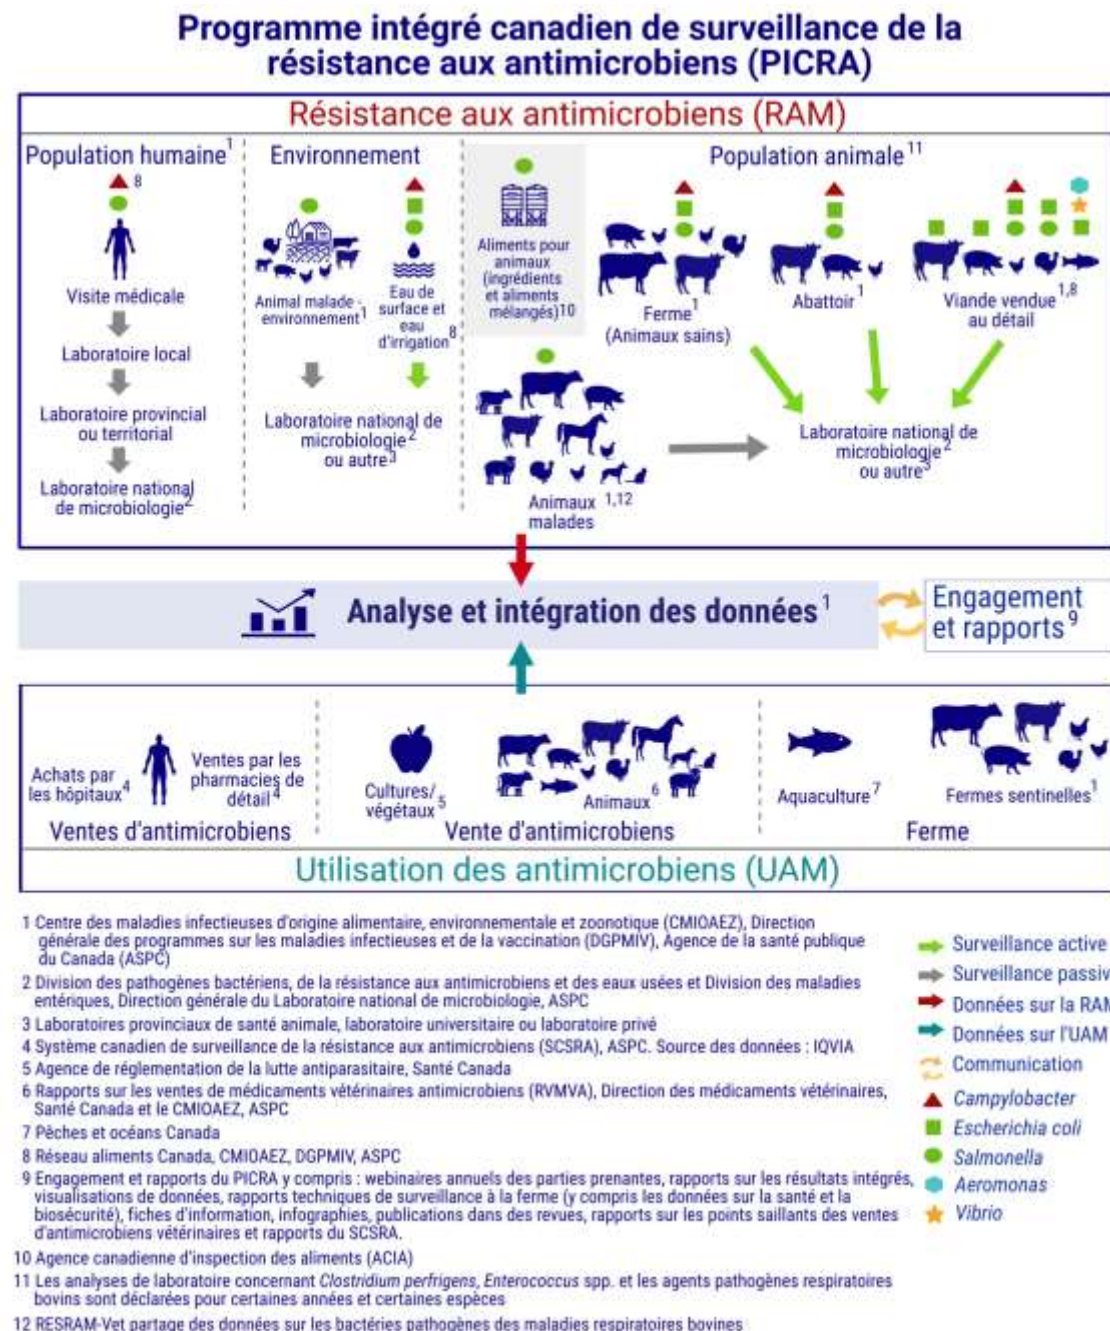 Programme intégré canadien de surveillance de la
résistance aux antimicrobiens (PICRA)
Résistance aux antimicrobiens (RAM)
Population humaine1
8
Visite médicale
Laboratoire local
Laboratoire provincial
ou territorial
Laboratoire national
de microbiologie2
Environnement
Animal malade -
environnement1
Eau de
surface et
eau
d'irrigation8
Laboratoire national de
microbiologie2
ou autre3
Population animale11
Aliments pour
animaux
(ingrédients
et aliments
mélangés)10
Ferme1
(Animaux sains)
Abattoir1
Viande vendue1,8
au détail
Animaux1,12
malades
Laboratoire national de
microbiologie2
ou autre3
Analyse et intégration des données1
Engagement
et rapports9
Achats par
les hôpitaux4
Ventes par les
pharmacies de
détail4
Ventes d'antimicrobiens
Cultures/
végétaux5
Animaux6
Vente d'antimicrobiens
Aquaculture7
Fermes sentinelles1
Ferme
Utilisation des antimicrobiens (UAM)
1 Centre des maladies infectieuses d'origine alimentaire, environnementale et zoonotique (CMIOAEZ), Direction
générale des programmes sur les maladies infectieuses et de la vaccination (DGPMIV), Agence de la santé publique
du Canada (ASPC)
2 Division des pathogènes bactériens, de la résistance aux antimicrobiens et des eaux usées et Division des maladies
entériques, Direction générale du Laboratoire national de microbiologie, ASPC
3 Laboratoires provinciaux de santé animale, laboratoire universitaire ou laboratoire privé
4 Système canadien de surveillance de la résistance aux antimicrobiens (SCSRA), ASPC. Source des données : IQVIA
5 Agence de réglementation de la lutte antiparasitaire, Santé Canada
6 Rapports sur les ventes de médicaments vétérinaires antimicrobiens (RVMVA), Direction des médicaments vétérinaires,
Santé Canada et le CMIOAEZ, ASPC
7 Pêches et océans Canada
8 Réseau aliments Canada, CMIOAEZ, DGPMIV, ASPC
9 Engagement et rapports du PICRA y compris : webinaires annuels des parties prenantes, rapports sur les résultats intégrés,
visualisations de données, rapports techniques de surveillance à la ferme (y compris les données sur la santé et la
biosécurité), fiches d'information, infographies, publications dans des revues, rapports sur les points saillants des ventes
d'antimicrobiens vétérinaires et rapports du SCSRA.
10 Agence canadienne d'inspection des aliments (ACIA)
11 Les analyses de laboratoire concernant Clostridium perfrigens, Enterococcus spp. et les agents pathogènes respiratoires
bovins sont déclarées pour certaines années et certaines espèces
12 RESRAM-Vet partage des données sur les bactéries pathogènes des maladies respiratoires bovines
Surveillance active
Surveillance passiv
Données sur la RAM
Données sur l'UAM
Communication
Campylobacter
Escherichia coli
Salmonella
Aeromonas
Vibrio